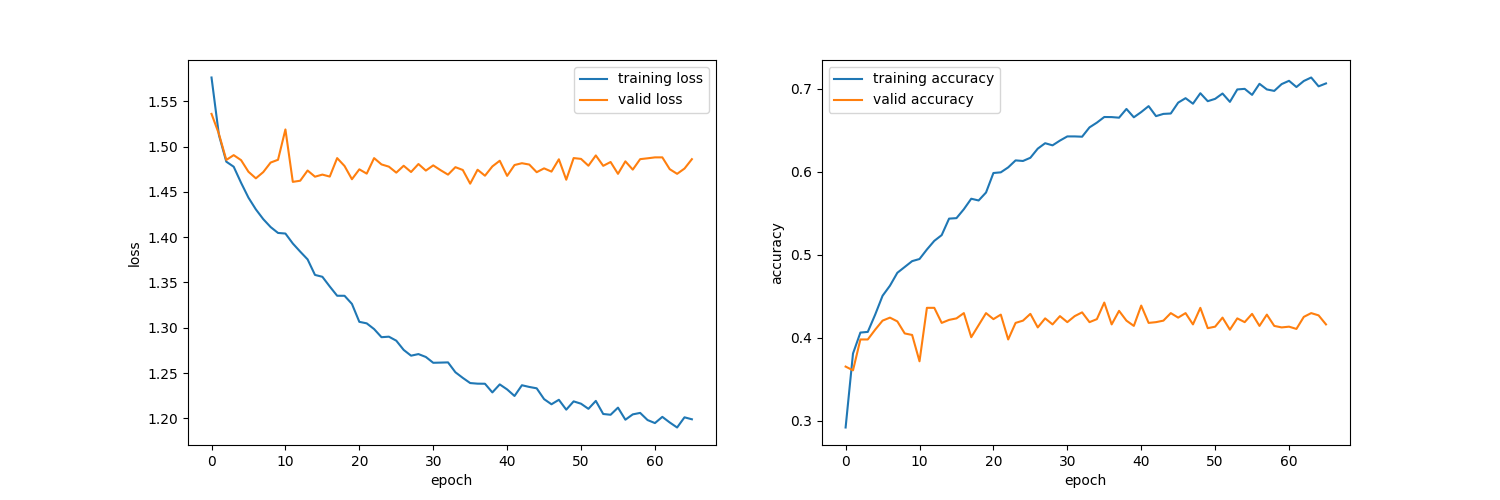 training loss
valid loss
1.55
1.50
1.45
1.40
1.35
1.30
1.25
1.20
loss
0 10 20 30 40 50 60
epoch
training accuracy
valid accuracy
0.7
0.6
0.5
0.4
0.3
accuracy
0 10 20 30 40 50 60
epoch